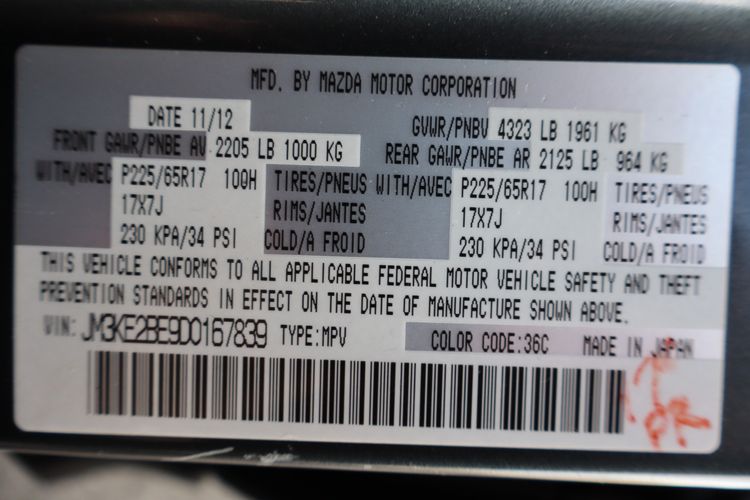 MFD. BY MAZDA MOTOR CORPORATION
DATE 11/12 GVWR/PNBV 4323 LB 1961 KG
FRONT GAWR/PNBE AV 2205 LB 1000 KG REAR GAWR/PNBE AR 2125 LB 964 KG
WITH/AVEC P225/65R17 100H TIRES/PNEUS WITH/AVEC P225/65R17 100H TIRES/PNEUS
17X7J RIMS/JANTES 17X7J RIMS/JANTES
230 KPA/34 PSI COLD/A FROID 230 KPA/34 PSI COLD/A FROID
THIS VEHICLE CONFORMS TO ALL APPLICABLE FEDERAL MOTOR VEHICLE SAFETY AND THEFT
PREVENTION STANDARDS IN EFFECT ON THE DATE OF MANUFACTURE SHOWN ABOVE.
VIN: JM3KE2BE9D0167839 TYPE:MPV COLOR CODE:36C MADE IN JAPAN